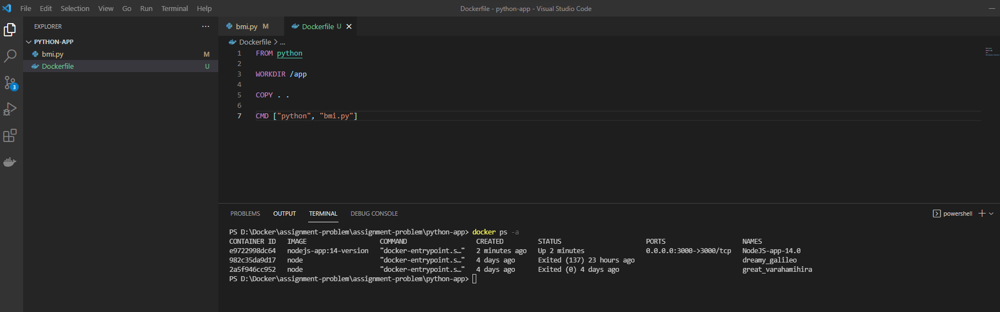 File Edit Selection View Go Run Terminal Help
Dockerfile - python-app - Visual Studio Code
EXPLORER
PYTHON-APP
bmi.py M
Dockerfile U
3
bmi.py M
Dockerfile U
Dockerfile > ...
1 FROM python
2
3 WORKDIR /app
4
5 COPY . .
6
7 CMD ["python", "bmi.py"]
PROBLEMS OUTPUT TERMINAL DEBUG CONSOLE
powershell
PS D:\Docker\assignment-problem\assignment-problem\python-app> docker ps -a
CONTAINER ID IMAGE COMMAND CREATED STATUS PORTS NAMES
e9722998dc64 nodejs-app:14-version "docker-entrypoint.s…" 2 minutes ago Up 2 minutes 0.0.0.0:3000->3000/tcp NodeJS-app-14.0
982c35da9d17 node "docker-entrypoint.s…" 4 days ago Exited (137) 23 hours ago dreamy_galileo
2a5f946cc952 node "docker-entrypoint.s…" 4 days ago Exited (0) 4 days ago great_varahamihira
PS D:\Docker\assignment-problem\assignment-problem\python-app>